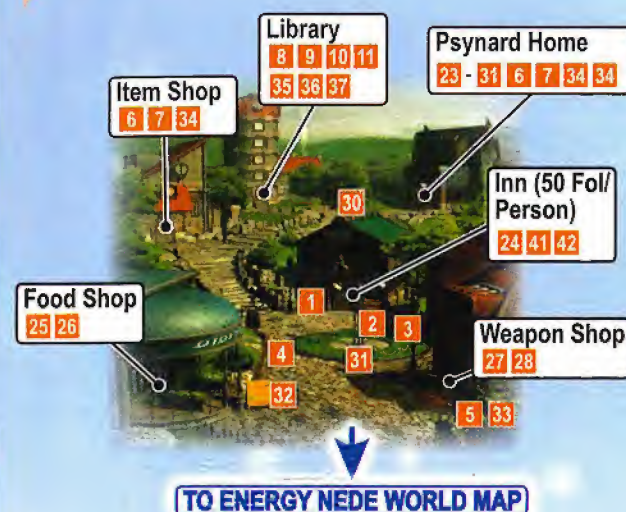 Library
8 9 10 11
35 36 37
Psynard Home
23 - 31 6 7 34 34
Item Shop
6 7 34
Inn (50 Fol/
Person)
24 41 42
30
Food Shop
25 26
1
2
3
4
31
32
Weapon Shop
27 28
5 33
TO ENERGY NEDE WORLD MAP